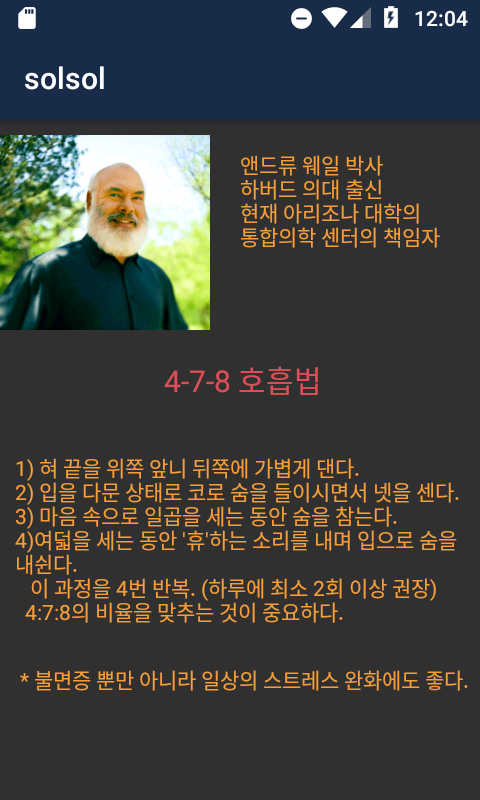 12:04
solsol
앤드류 웨일 박사
하버드 의대 출신
현재 아리조나 대학의
통합의학 센터의 책임자
4-7-8 호흡법
1) 혀 끝을 위쪽 앞니 뒤쪽에 가볍게 댄다.
2) 입을 다문 상태로 코로 숨을 들이시면서 넷을 센다.
3) 마음 속으로 일곱을 세는 동안 숨을 참는다.
4)여덟을 세는 동안 '휴'하는 소리를 내며 입으로 숨을
내쉰다.
이 과정을 4번 반복. (하루에 최소 2회 이상 권장)
4:7:8의 비율을 맞추는 것이 중요하다.
* 불면증 뿐만 아니라 일상의 스트레스 완화에도 좋다.